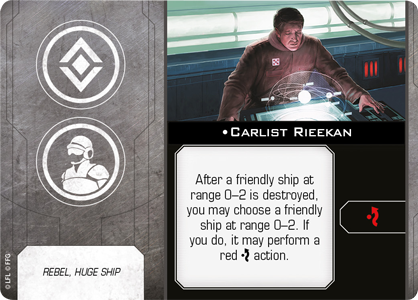 •CARLIST RIEEKAN
After a friendly ship at
range 0–2 is destroyed,
you may choose a friendly
ship at range 0–2. If
you do, it may perform a
red action.
REBEL, HUGE SHIP
©LFL ©FFG